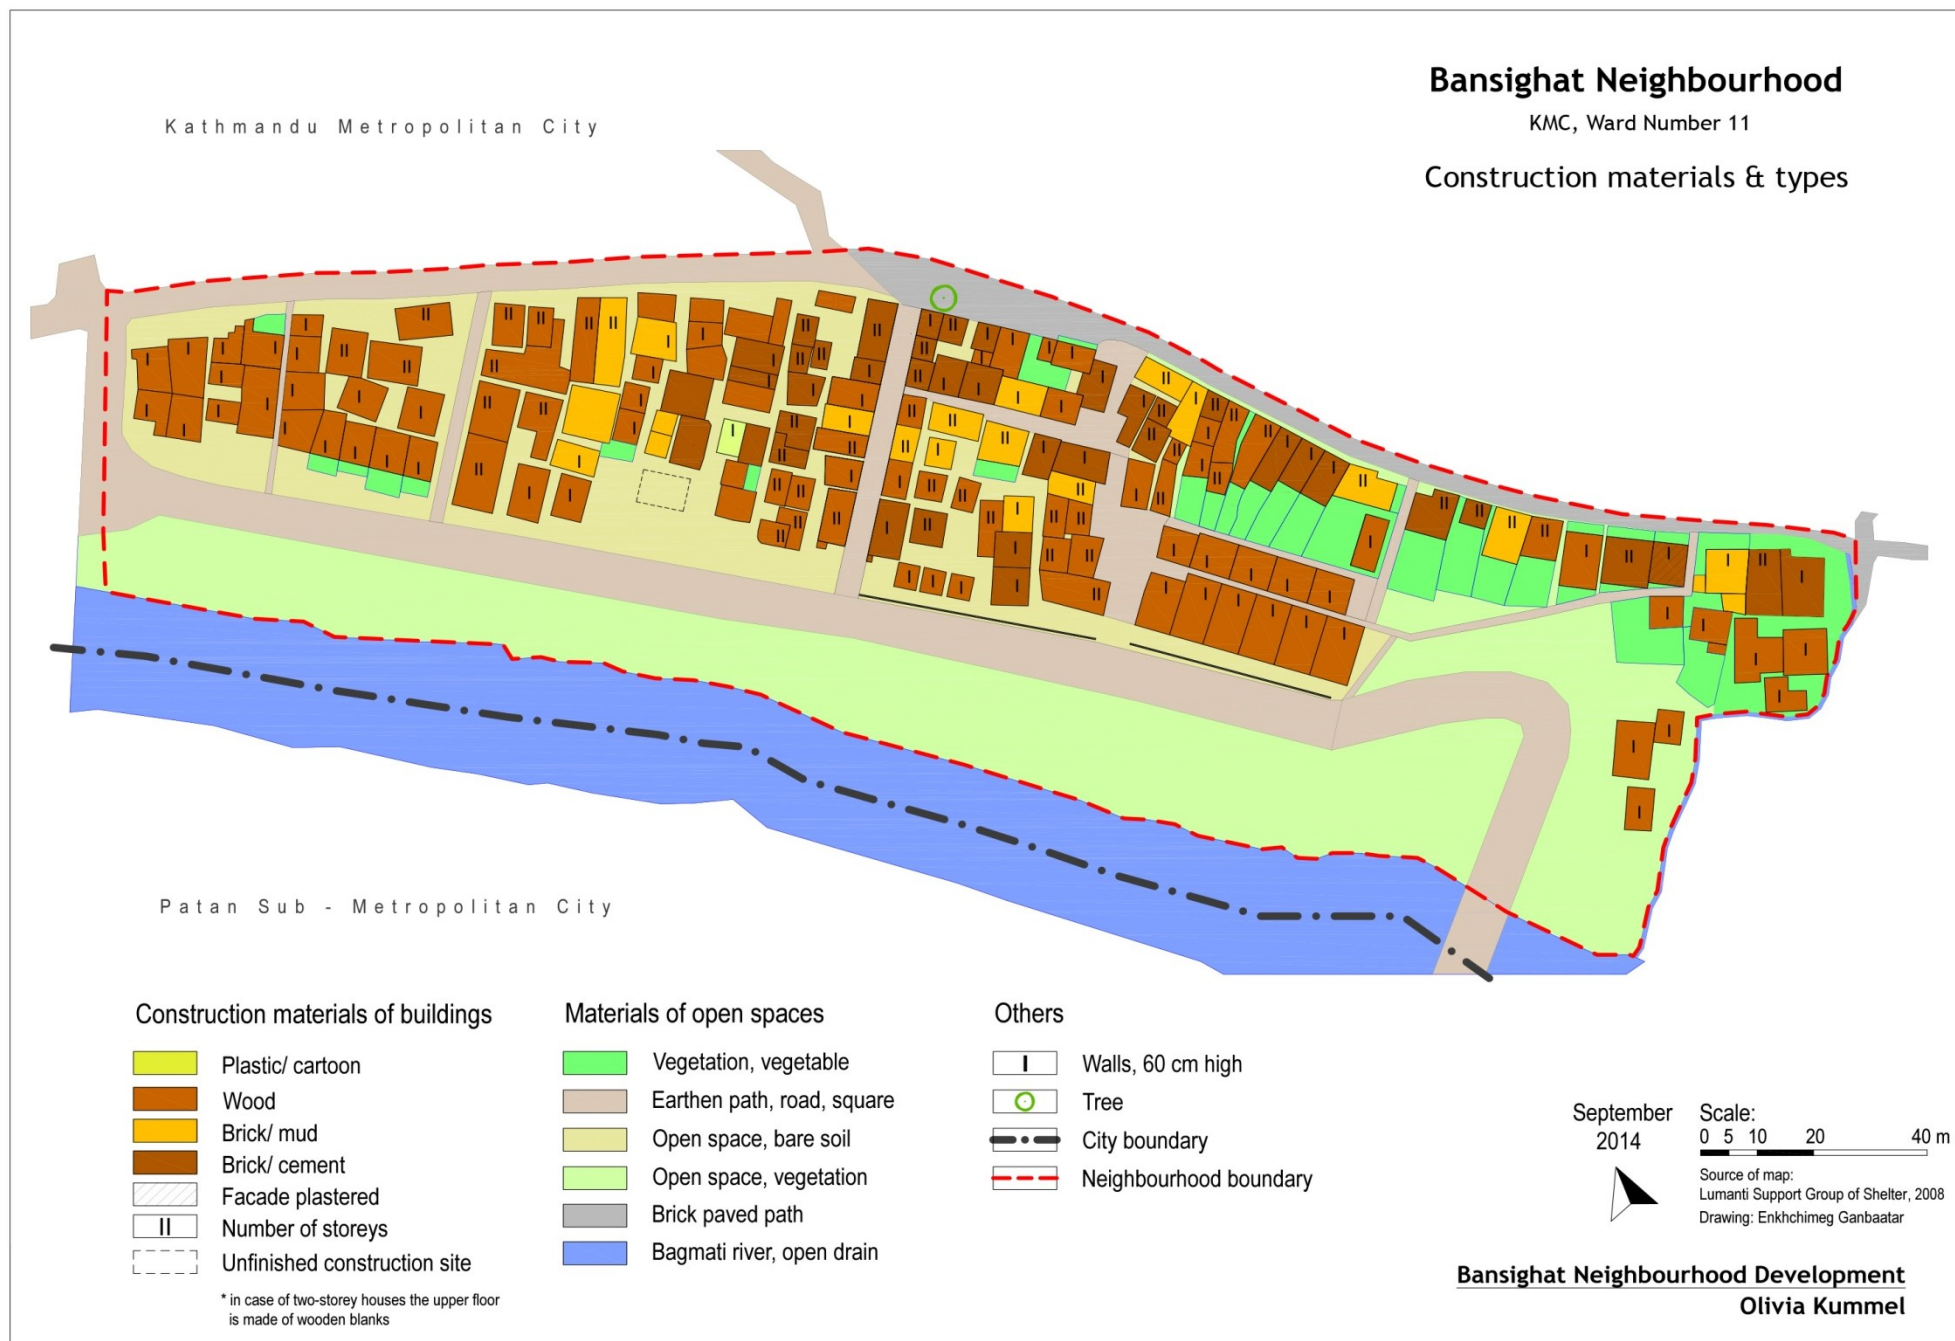 Bansighat Neighbourhood
KMC, Ward Number 11
Construction materials & types
Kathmandu Metropolitan City
Patan Sub - Metropolitan City
Construction materials of buildings
Plastic/ cartoon
Wood
Brick/ mud
Brick/ cement
Facade plastered
II Number of storeys
Unfinished construction site
* in case of two-storey houses the upper floor
is made of wooden blanks
Materials of open spaces
Vegetation, vegetable
Earthen path, road, square
Open space, bare soil
Open space, vegetation
Brick paved path
Bagmati river, open drain
Others
I Walls, 60 cm high
Tree
City boundary
Neighbourhood boundary
September
2014
Scale:
0 5 10 20 40 m
Source of map:
Lumanti Support Group of Shelter, 2008
Drawing: Enkhchimeg Ganbaatar
Bansighat Neighbourhood Development
Olivia Kummel